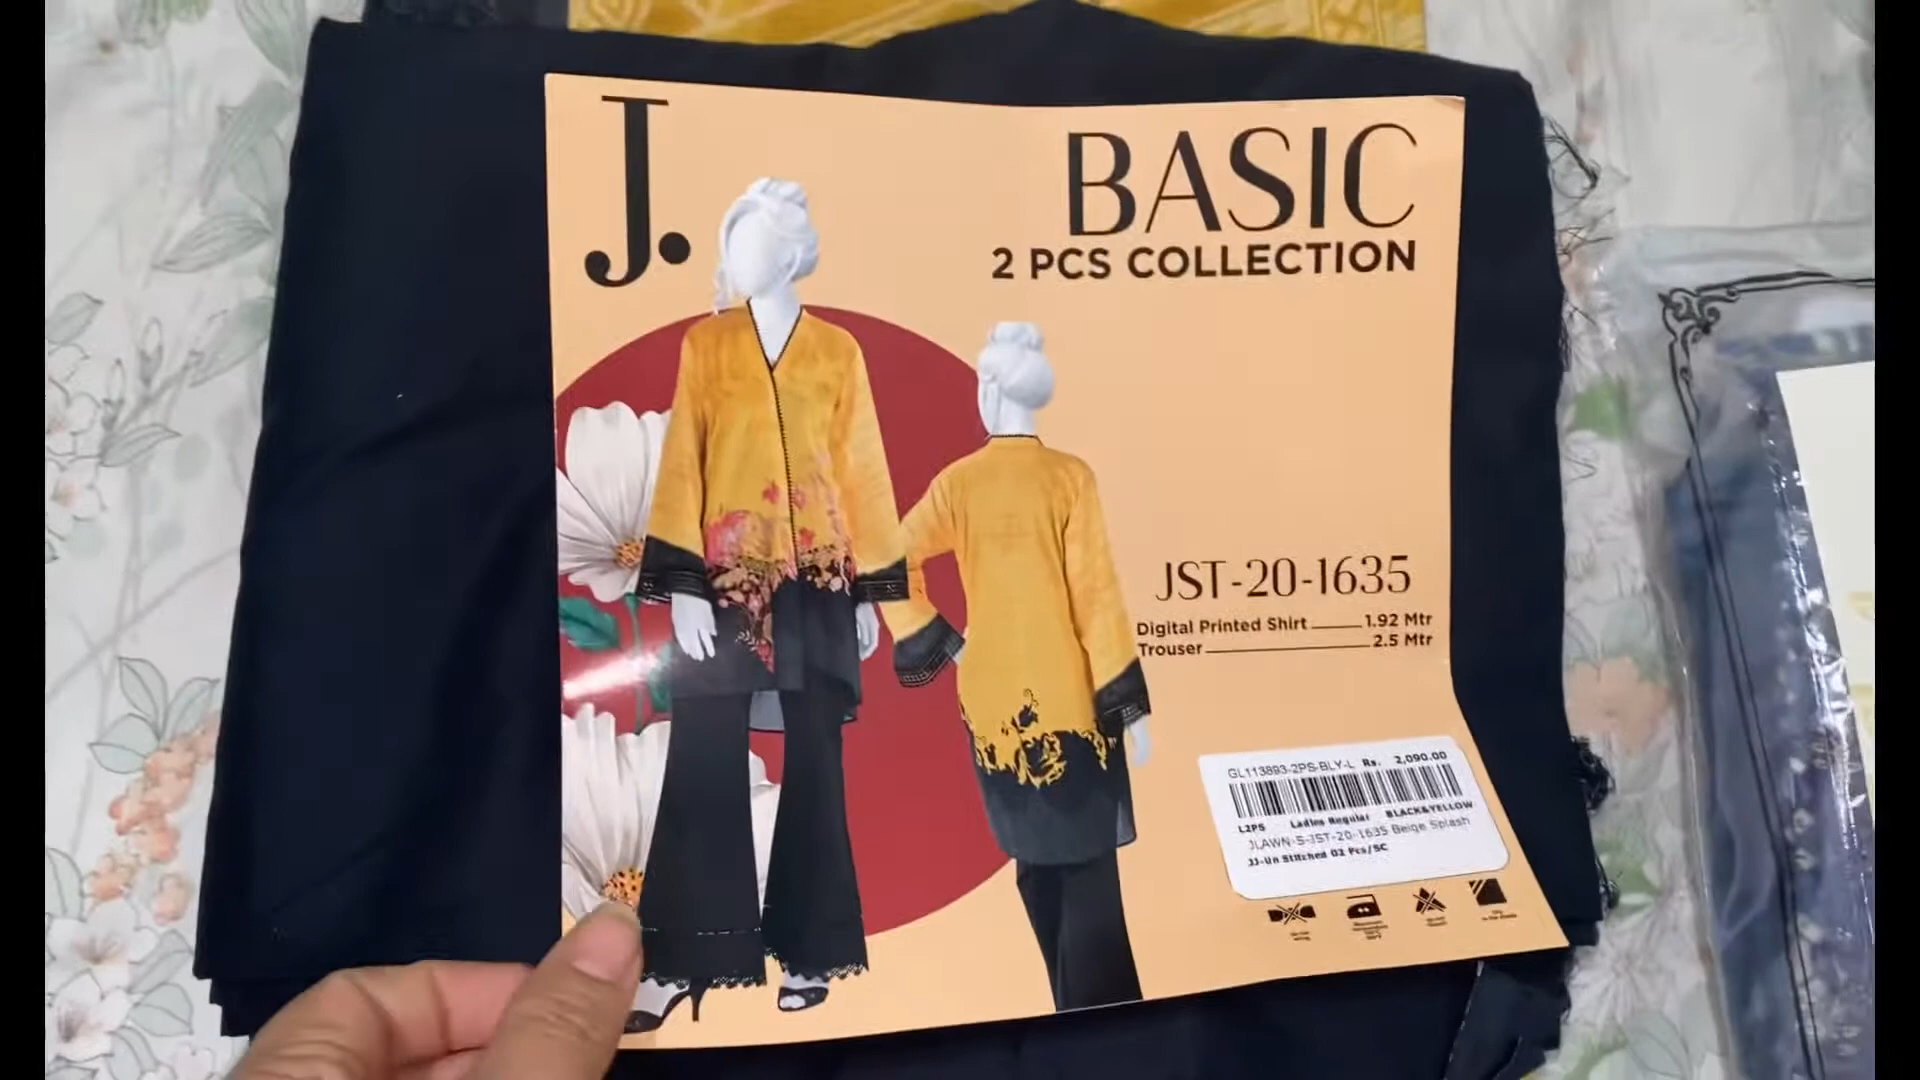 J.
BASIC
2 PCS COLLECTION
JST-20-1635
Digital Printed Shirt 1.92 Mtr
Trouser 2.5 Mtr
GL113893-2PS-BLY-L Rs. 2,090.00
L2PS Ladies Regular BLACK&YELLOW
JLAWN-S-JST-20-1635 Beige Splash
JJ-Un Stitched 02 Pcs/SC